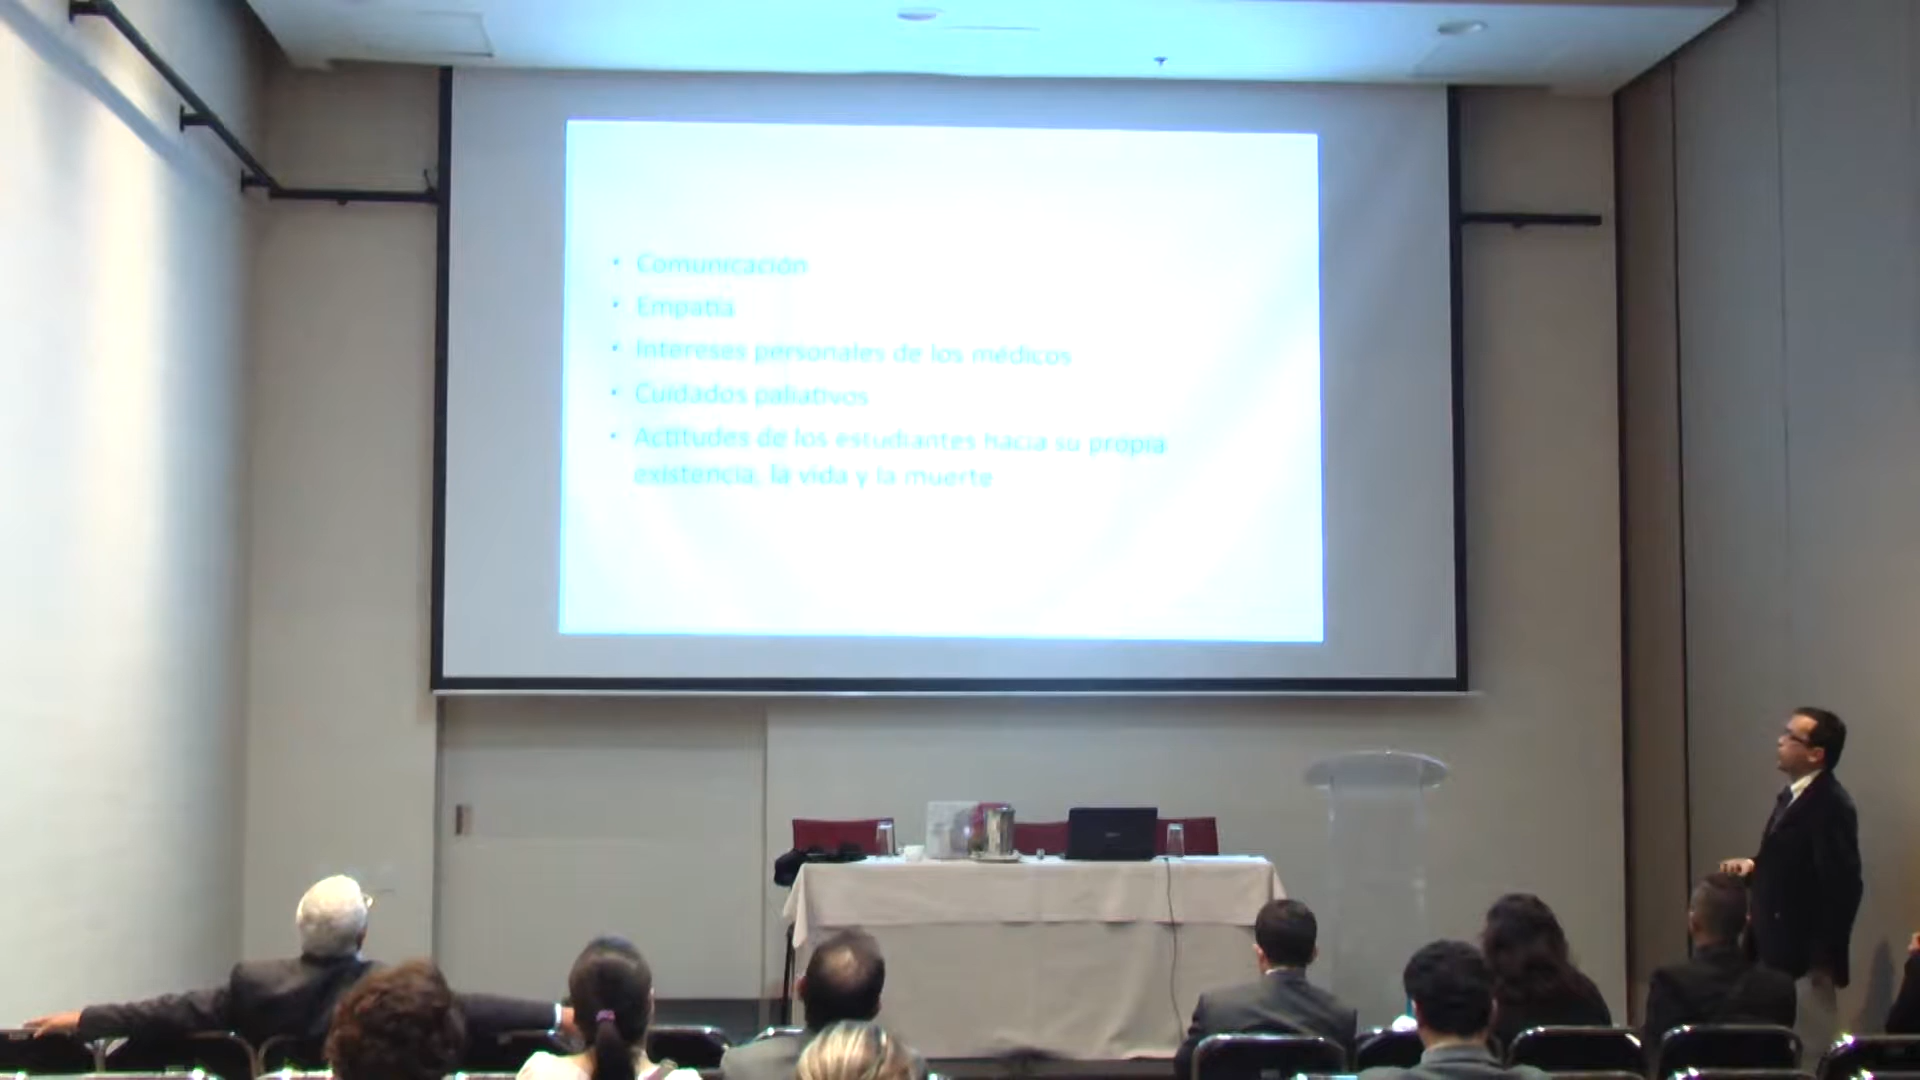 • Comunicación
• Empatía
• Intereses personales de los médicos
• Cuidados paliativos
• Actitudes de los estudiantes hacia su propia
existencia, la vida y la muerte